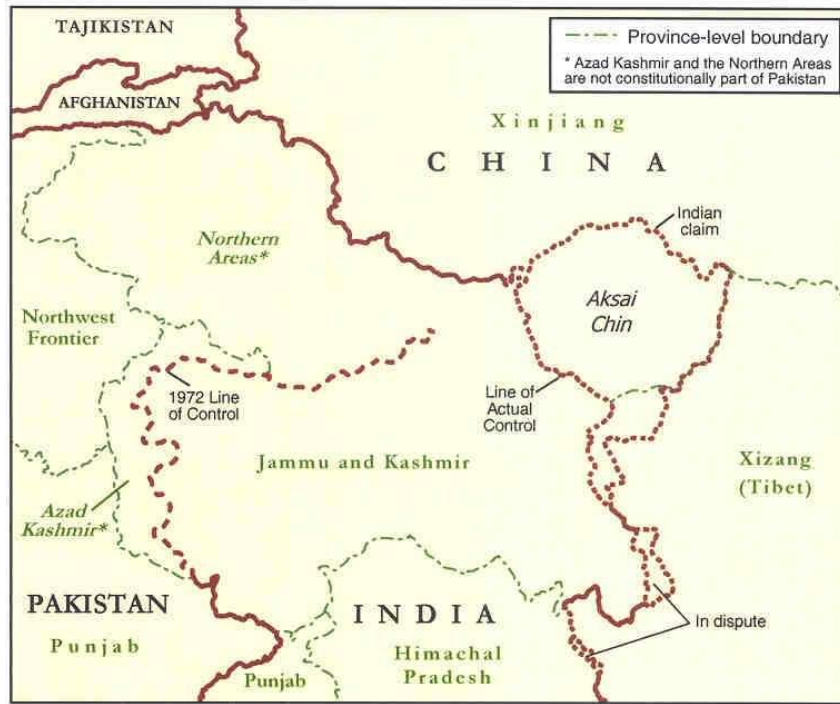 TAJIKISTAN
AFGHANISTAN
Province-level boundary
* Azad Kashmir and the Northern Areas
are not constitutionally part of Pakistan
Xinjiang
CHINA
Indian
claim
Northern
Areas*
Aksai
Chin
Northwest
Frontier
1972 Line
of Control
Line of
Actual
Control
Jammu and Kashmir
Xizang
(Tibet)
Azad
Kashmir*
PAKISTAN
Punjab
INDIA
In dispute
Himachal
Pradesh
Punjab